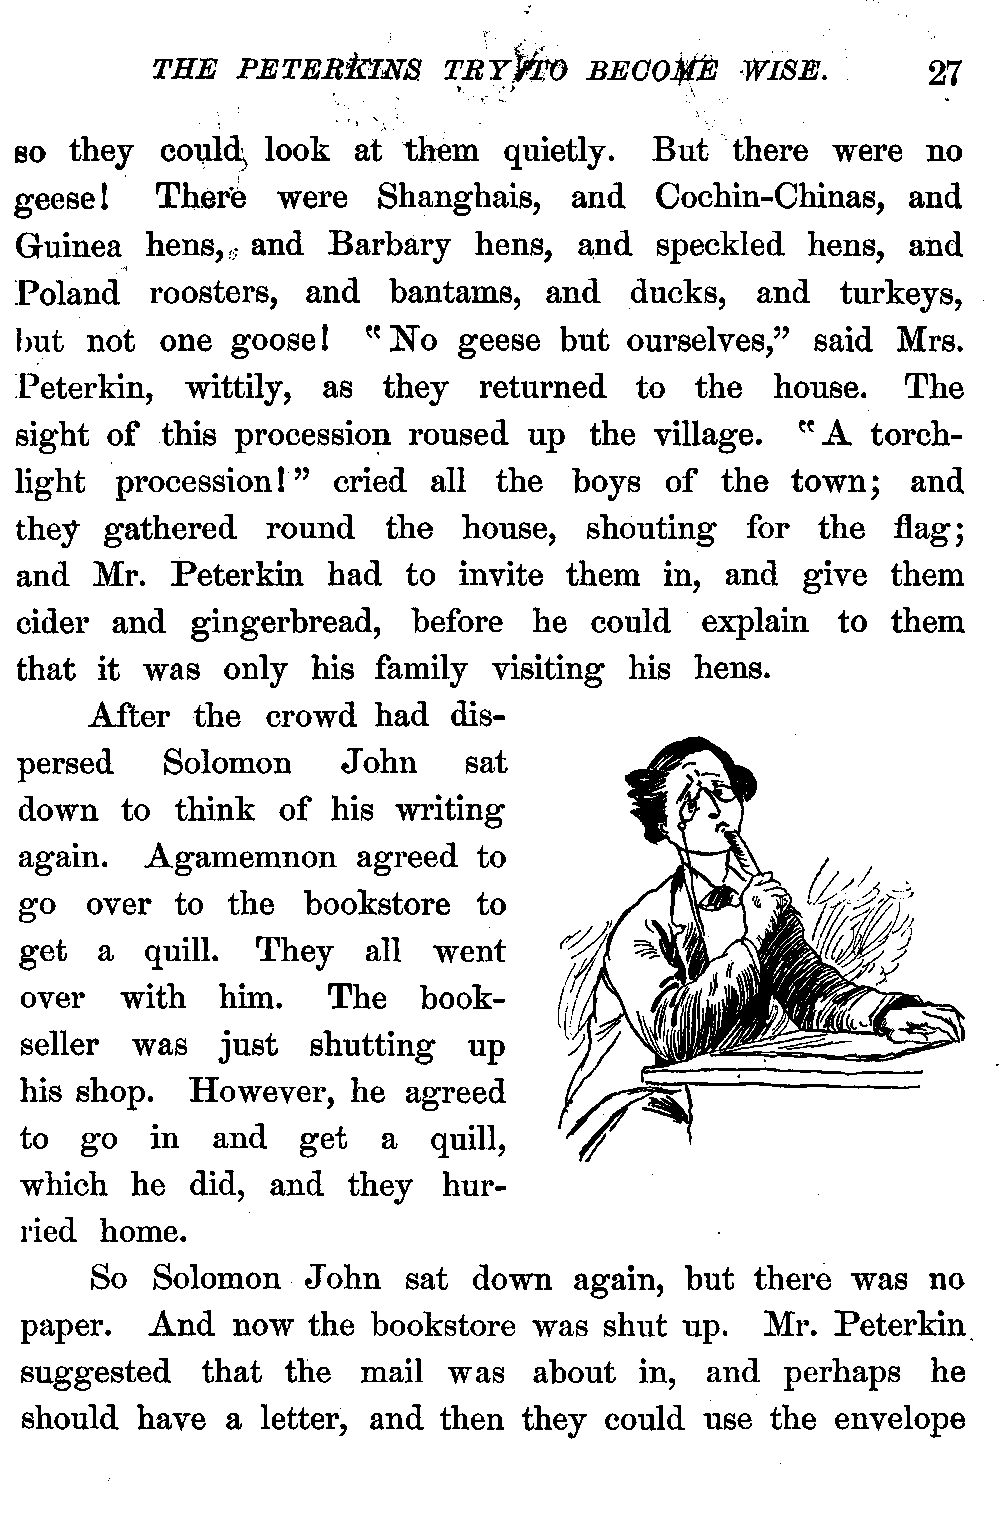 THE PETERKINS TRY TO BECOME WISE. 27
so they could look at them quietly. But there were no
geese! There were Shanghais, and Cochin-Chinas, and
Guinea hens, and Barbary hens, and speckled hens, and
Poland roosters, and bantams, and ducks, and turkeys,
but not one goose! "No geese but ourselves," said Mrs.
Peterkin, wittily, as they returned to the house. The
sight of this procession roused up the village. "A torch-
light procession!" cried all the boys of the town; and
they gathered round the house, shouting for the flag;
and Mr. Peterkin had to invite them in, and give them
cider and gingerbread, before he could explain to them
that it was only his family visiting his hens.
After the crowd had dis-
persed Solomon John sat
down to think of his writing
again. Agamemnon agreed to
go over to the bookstore to
get a quill. They all went
over with him. The book-
seller was just shutting up
his shop. However, he agreed
to go in and get a quill,
which he did, and they hur-
ried home.
So Solomon John sat down again, but there was no
paper. And now the bookstore was shut up. Mr. Peterkin
suggested that the mail was about in, and perhaps he
should have a letter, and then they could use the envelope